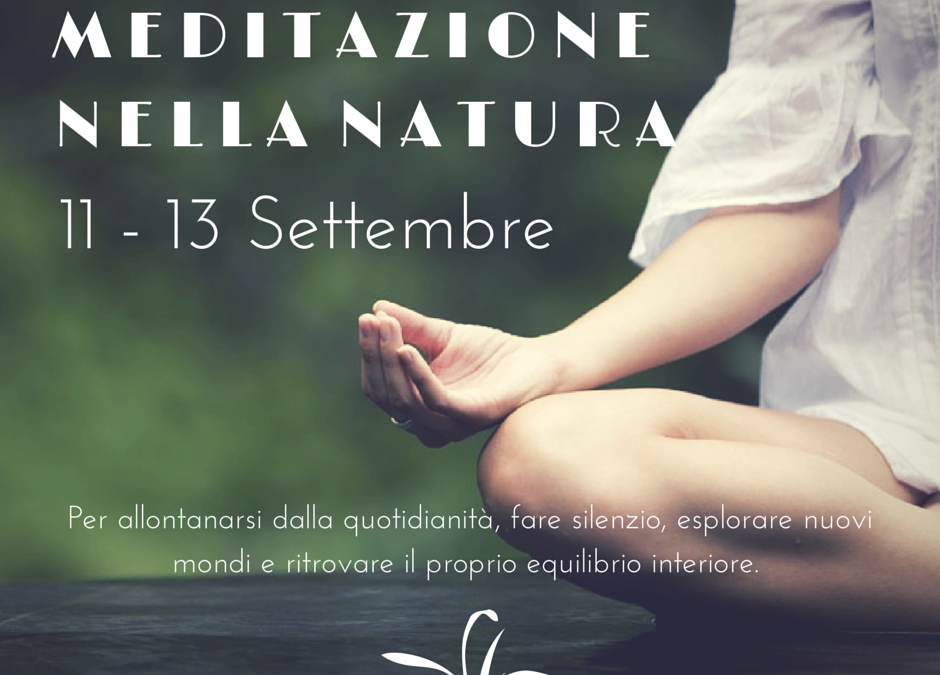 MEDITAZIONE
NELLA NATURA
11 - 13 Settembre
Per allontanarsi dalla quotidianità, fare silenzio, esplorare nuovi
mondi e ritrovare il proprio equilibrio interiore.